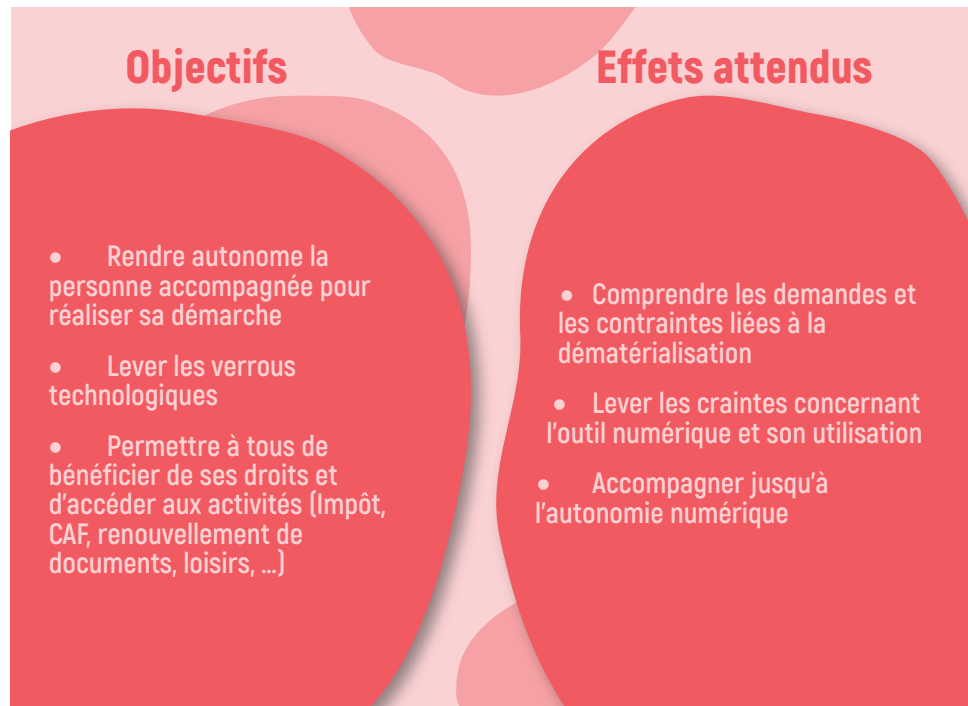 Objectifs
• Rendre autonome la
personne accompagnée pour
réaliser sa démarche
• Lever les verrous
technologiques
• Permettre à tous de
bénéficier de ses droits et
d'accéder aux activités (Impôt,
CAF, renouvellement de
documents, loisirs, ...)
Effets attendus
• Comprendre les demandes et
les contraintes liées à la
dématérialisation
• Lever les craintes concernant
l'outil numérique et son utilisation
• Accompagner jusqu'à
l'autonomie numérique